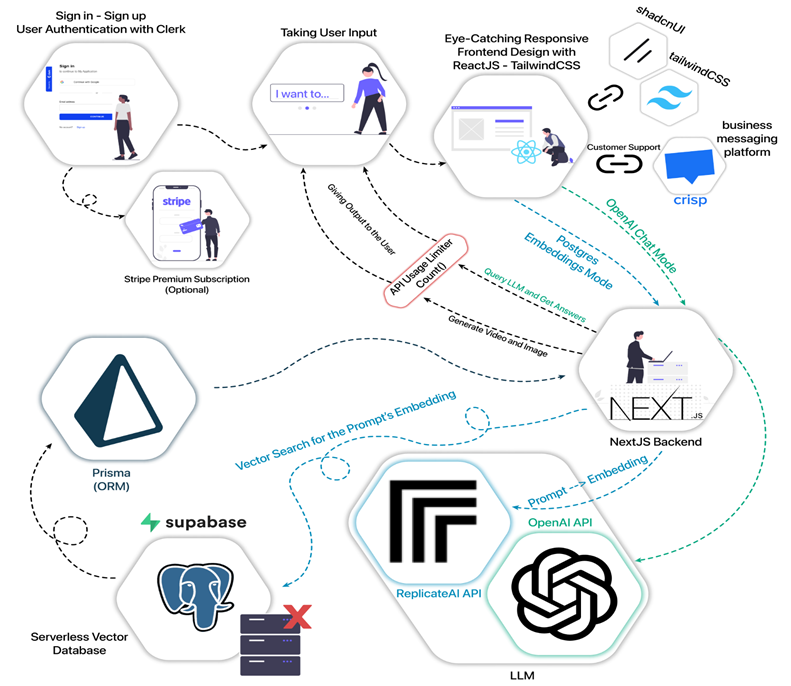 Sign in - Sign up
User Authentication with Clerk
Taking User Input
Eye-Catching Responsive
Frontend Design with
ReactJS - TailwindCSS
shadcnUI
tailwindCSS
Sign in
I want to...
Customer Support
business
messaging
platform
crisp
stripe
Stripe Premium Subscription
(Optional)
Giving Output to the User
API Usage Limiter
Count()
Postgres
Embeddings Mode
OpenAI Chat Mode
Query LLM and Get Answers
Generate Video and Image
NEXT.JS
NextJS Backend
Prisma
(ORM)
Vector Search for the Prompt's Embedding
Prompt ---> Embedding
supabase
OpenAI API
ReplicateAI API
Serverless Vector
Database
LLM